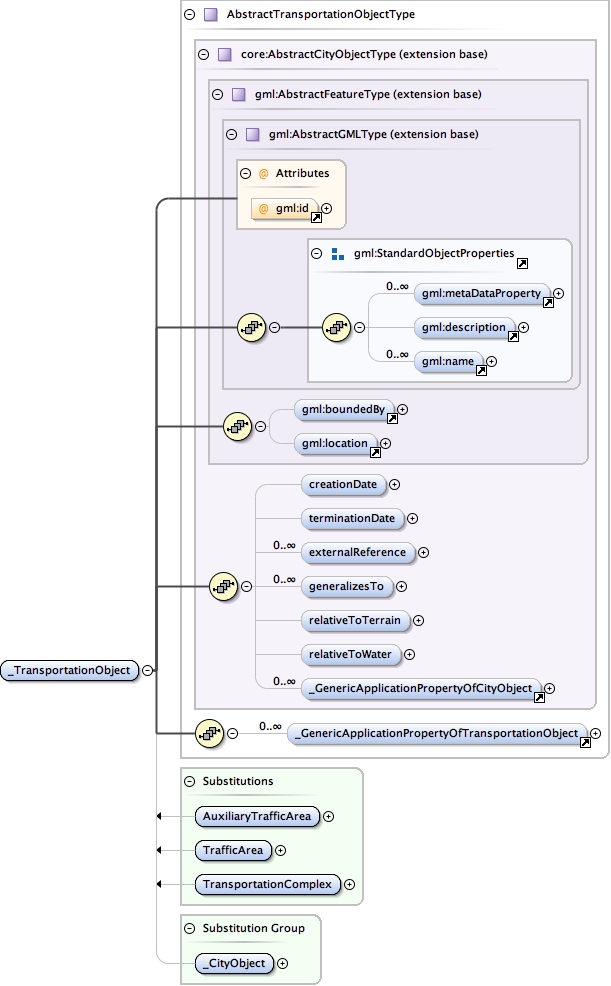 AbstractTransportationObjectType
core:AbstractCityObjectType (extension base)
gml:AbstractFeatureType (extension base)
gml:AbstractGMLType (extension base)
@ Attributes
@ gml:id
gml:StandardObjectProperties
0..∞
gml:metaDataProperty
gml:description
0..∞
gml:name
gml:boundedBy
gml:location
creationDate
terminationDate
0..∞
externalReference
0..∞
generalizesTo
relativeToTerrain
relativeToWater
0..∞
_GenericApplicationPropertyOfCityObject
_TransportationObject
0..∞
_GenericApplicationPropertyOfTransportationObject
Substitutions
AuxiliaryTrafficArea
TrafficArea
TransportationComplex
Substitution Group
_CityObject